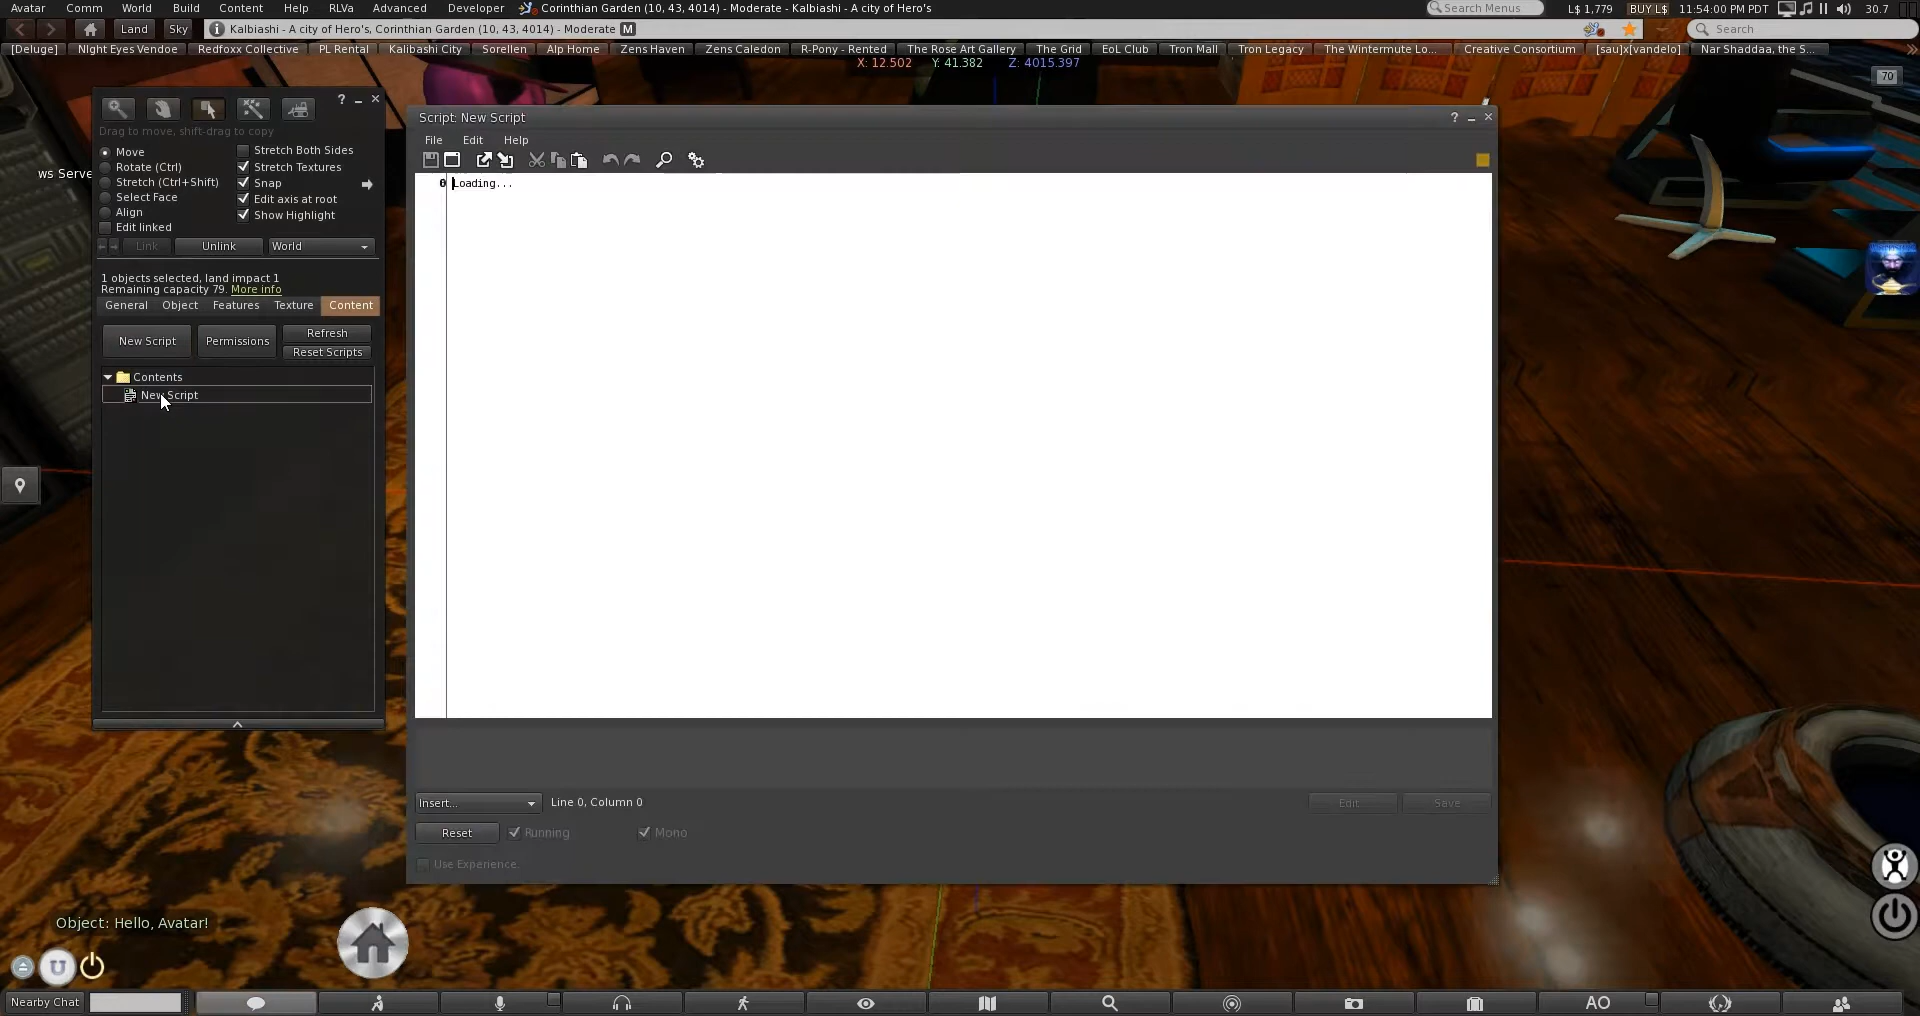 Avatar Comm World Build Content Help RLVa Advanced Developer Corinthian Garden (10, 43, 4014) - Moderate - Kalbiashi - A city of Hero's Search Menus L$ 1,779 BUY L$ 11:54:00 PM PDT 30.7
Land Sky Kalbiashi - A city of Hero's, Corinthian Garden (10, 43, 4014) - Moderate M Search
[Deluge] NIght Eyes Vendoe Redfoxx Collective PL Rental Kalibashi City Sorellen Alp Home Zens Haven Zens Caledon R-Pony - Rented The Rose Art Gallery The Grid EoL Club Tron Mall Tron Legacy The Wintermute Lo... Creative Consortium [sau]x[vandelo] Nar Shaddaa, the S...
X: 12.502 Y: 41.382 Z: 4015.397
70
Drag to move, shift-drag to copy
Move
Rotate (Ctrl)
Stretch (Ctrl+Shift)
Select Face
Align
Edit linked
Stretch Both Sides
Stretch Textures
Snap
Edit axis at root
Show Highlight
ws Serve
Link Unlink World
1 objects selected, land impact 1
Remaining capacity 79. More info
General Object Features Texture Content
New Script Permissions Refresh
Reset Scripts
Contents
New Script
Script: New Script
File Edit Help
0 Loading...
Insert... Line 0, Column 0 Edit Save
Reset Running Mono
Use Experience.
Object: Hello, Avatar!
Nearby Chat AO